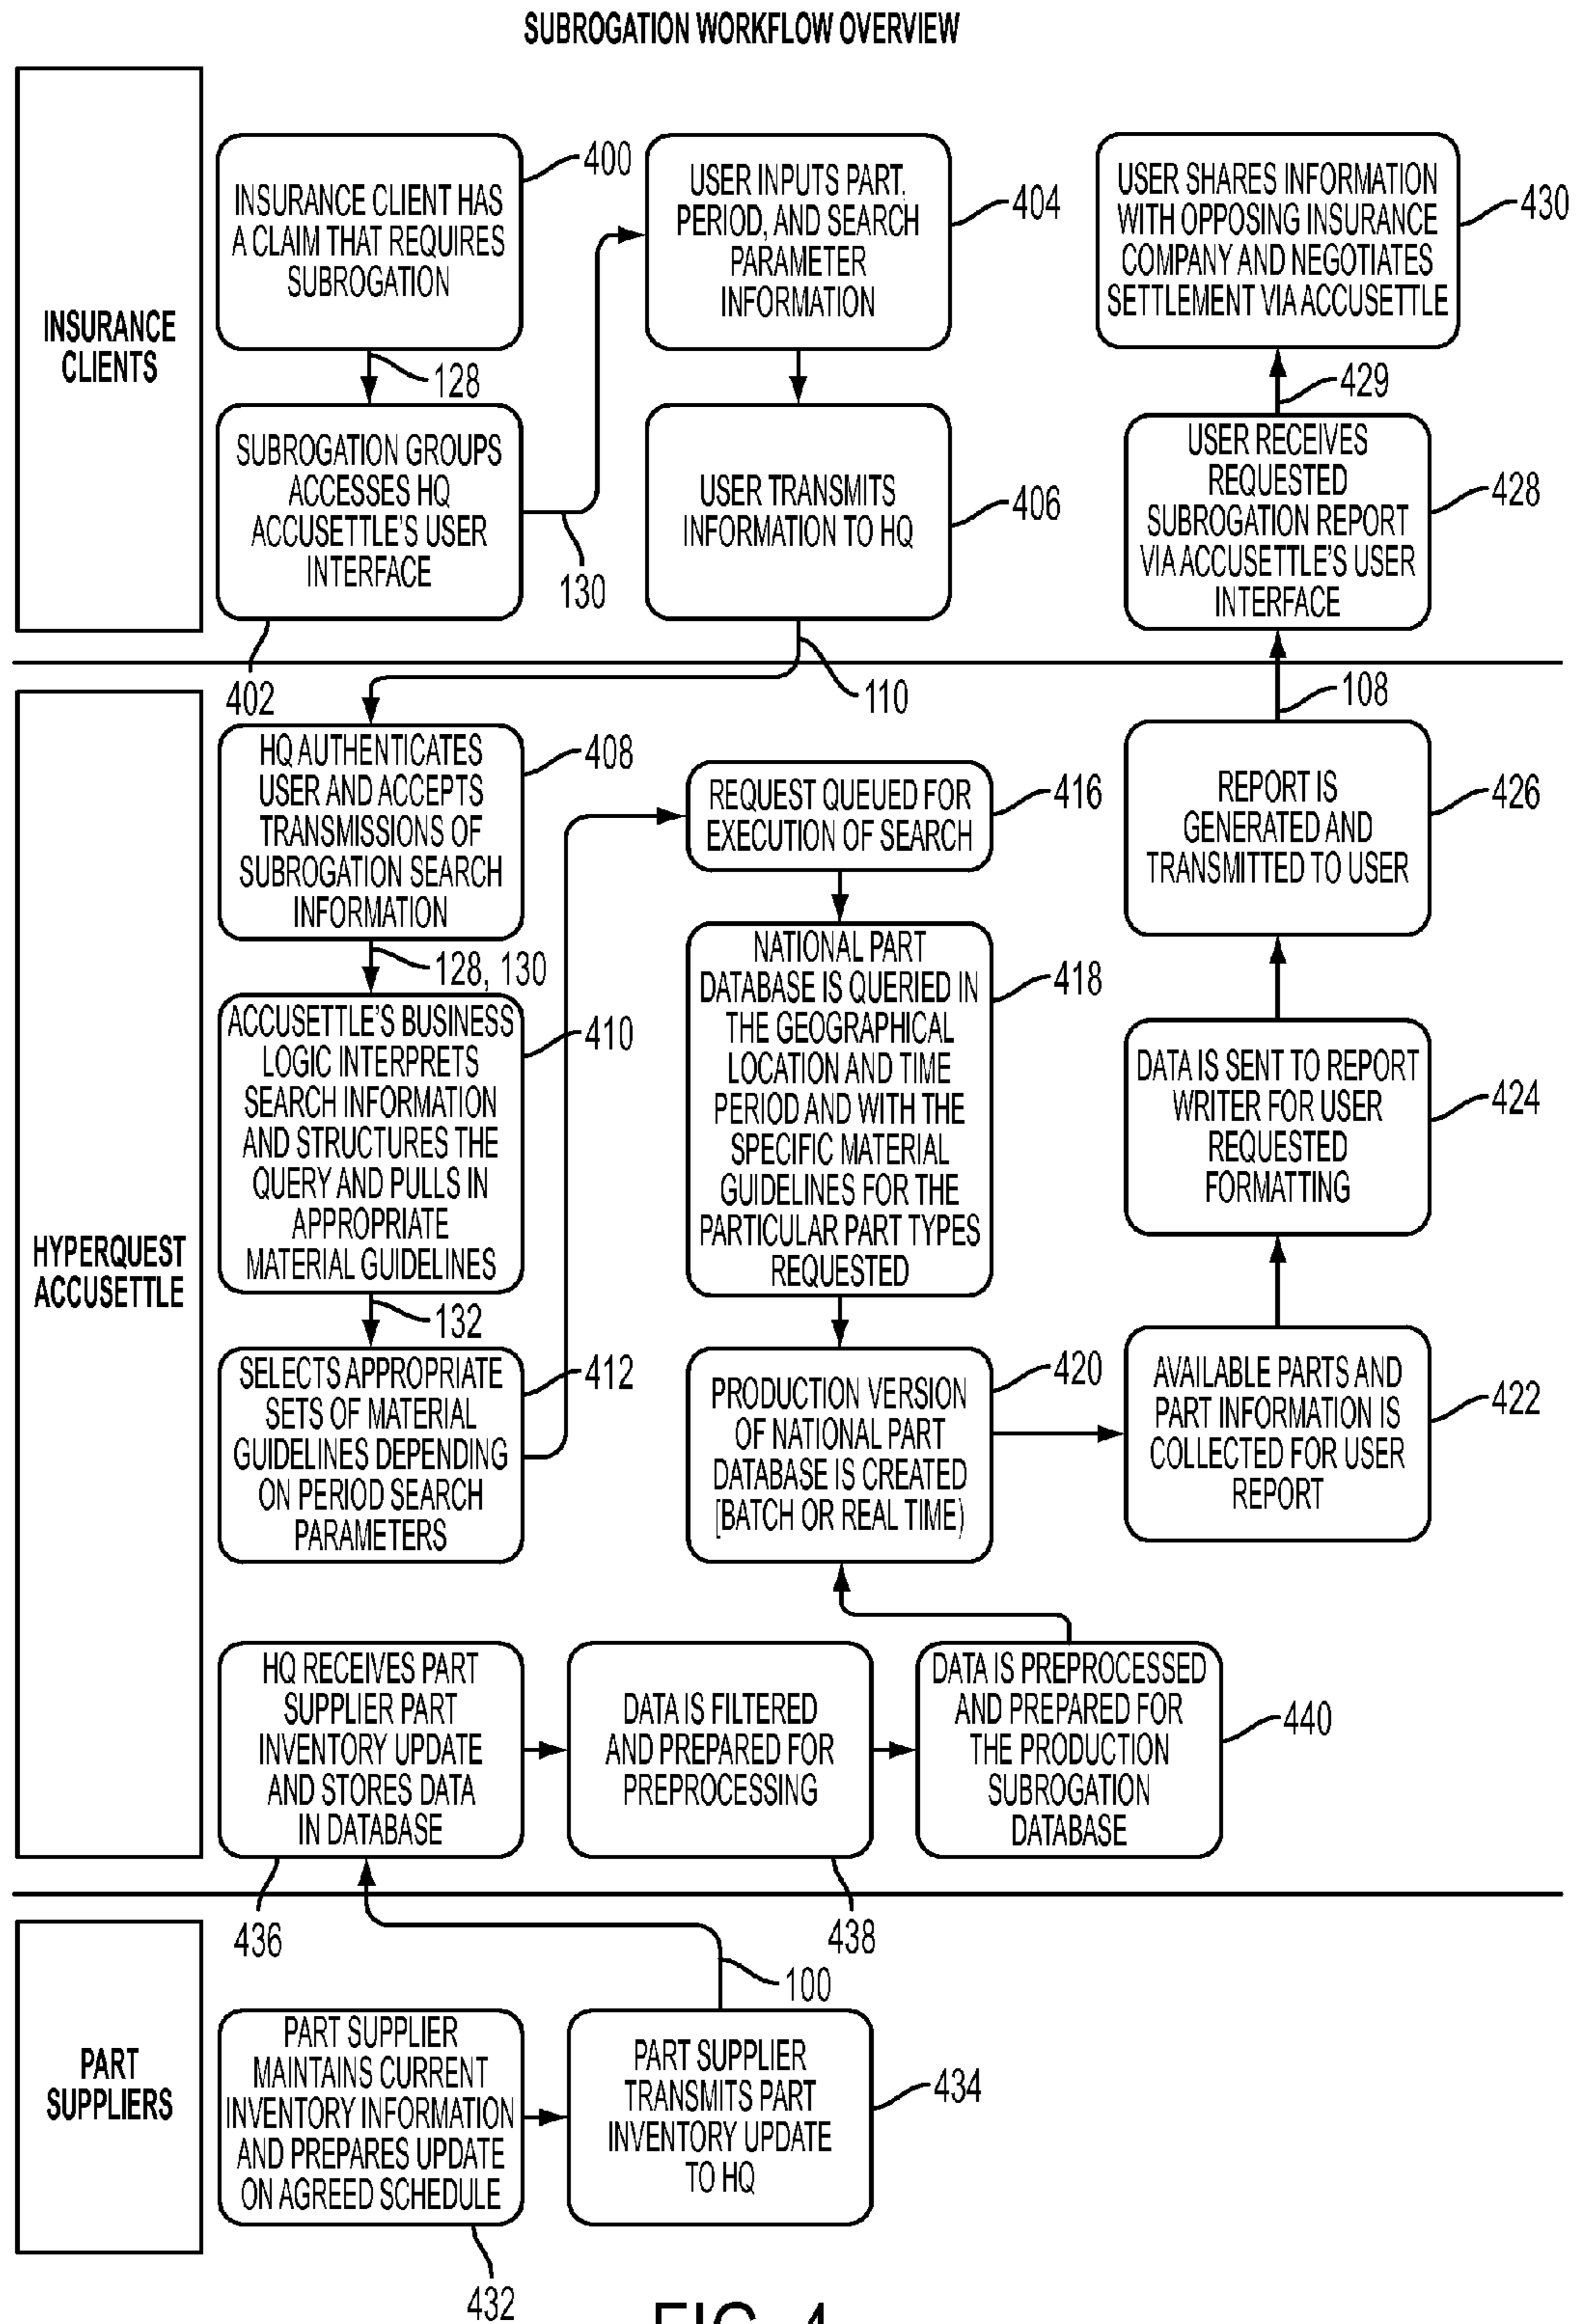 SUBROGATION WORKFLOW OVERVIEW
INSURANCE
CLIENTS
INSURANCE CLIENT HAS
A CLAIM THAT REQUIRES
SUBROGATION
400
128
SUBROGATION GROUPS
ACCESSES HQ
ACCUSETTLE'S USER
INTERFACE
402
130
USER INPUTS PART,
PERIOD, AND SEARCH
PARAMETER
INFORMATION
404
USER TRANSMITS
INFORMATION TO HQ
406
110
USER SHARES INFORMATION
WITH OPPOSING INSURANCE
COMPANY AND NEGOTIATES
SETTLEMENT VIA ACCUSETTLE
430
429
USER RECEIVES
REQUESTED
SUBROGATION REPORT
VIA ACCUSETTLE'S USER
INTERFACE
428
108
HYPERQUEST
ACCUSETTLE
HQ AUTHENTICATES
USER AND ACCEPTS
TRANSMISSIONS OF
SUBROGATION SEARCH
INFORMATION
408
128, 130
ACCUSETTLE'S BUSINESS
LOGIC INTERPRETS
SEARCH INFORMATION
AND STRUCTURES THE
QUERY AND PULLS IN
APPROPRIATE
MATERIAL GUIDELINES
410
132
SELECTS APPROPRIATE
SETS OF MATERIAL
GUIDELINES DEPENDING
ON PERIOD SEARCH
PARAMETERS
412
REQUEST QUEUED FOR
EXECUTION OF SEARCH
416
NATIONAL PART
DATABASE IS QUERIED IN
THE GEOGRAPHICAL
LOCATION AND TIME
PERIOD AND WITH THE
SPECIFIC MATERIAL
GUIDELINES FOR THE
PARTICULAR PART TYPES
REQUESTED
418
PRODUCTION VERSION
OF NATIONAL PART
DATABASE IS CREATED
[BATCH OR REAL TIME)
420
AVAILABLE PARTS AND
PART INFORMATION IS
COLLECTED FOR USER
REPORT
422
DATA IS SENT TO REPORT
WRITER FOR USER
REQUESTED
FORMATTING
424
REPORT IS
GENERATED AND
TRANSMITTED TO USER
426
HQ RECEIVES PART
SUPPLIER PART
INVENTORY UPDATE
AND STORES DATA
IN DATABASE
436
DATA IS FILTERED
AND PREPARED FOR
PREPROCESSING
438
DATA IS PREPROCESSED
AND PREPARED FOR
THE PRODUCTION
SUBROGATION
DATABASE
440
PART
SUPPLIERS
PART SUPPLIER
MAINTAINS CURRENT
INVENTORY INFORMATION
AND PREPARES UPDATE
ON AGREED SCHEDULE
432
PART SUPPLIER
TRANSMITS PART
INVENTORY UPDATE
TO HQ
434
100
FIG. 4